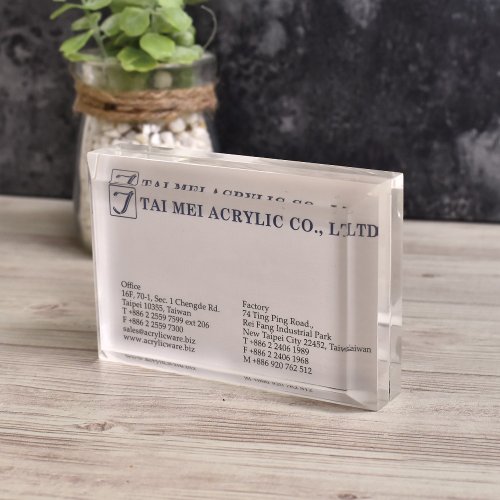 T TAI MEI ACRYLIC CO., LTD
Office
16F, 70-1, Sec. 1 Chengde Rd.
Taipei 10355, Taiwan
T +886 2 2559 7599 ext 206
F +886 2 2559 7300
sales@acrylicware.biz
www.acrylicware.biz
Factory
74 Ting Ping Road.,
Rei Fang Industrial Park
New Taipei City 22452, Taiwan
T +886 2 2406 1989
F +886 2 2406 1968
M +886 920 762 512